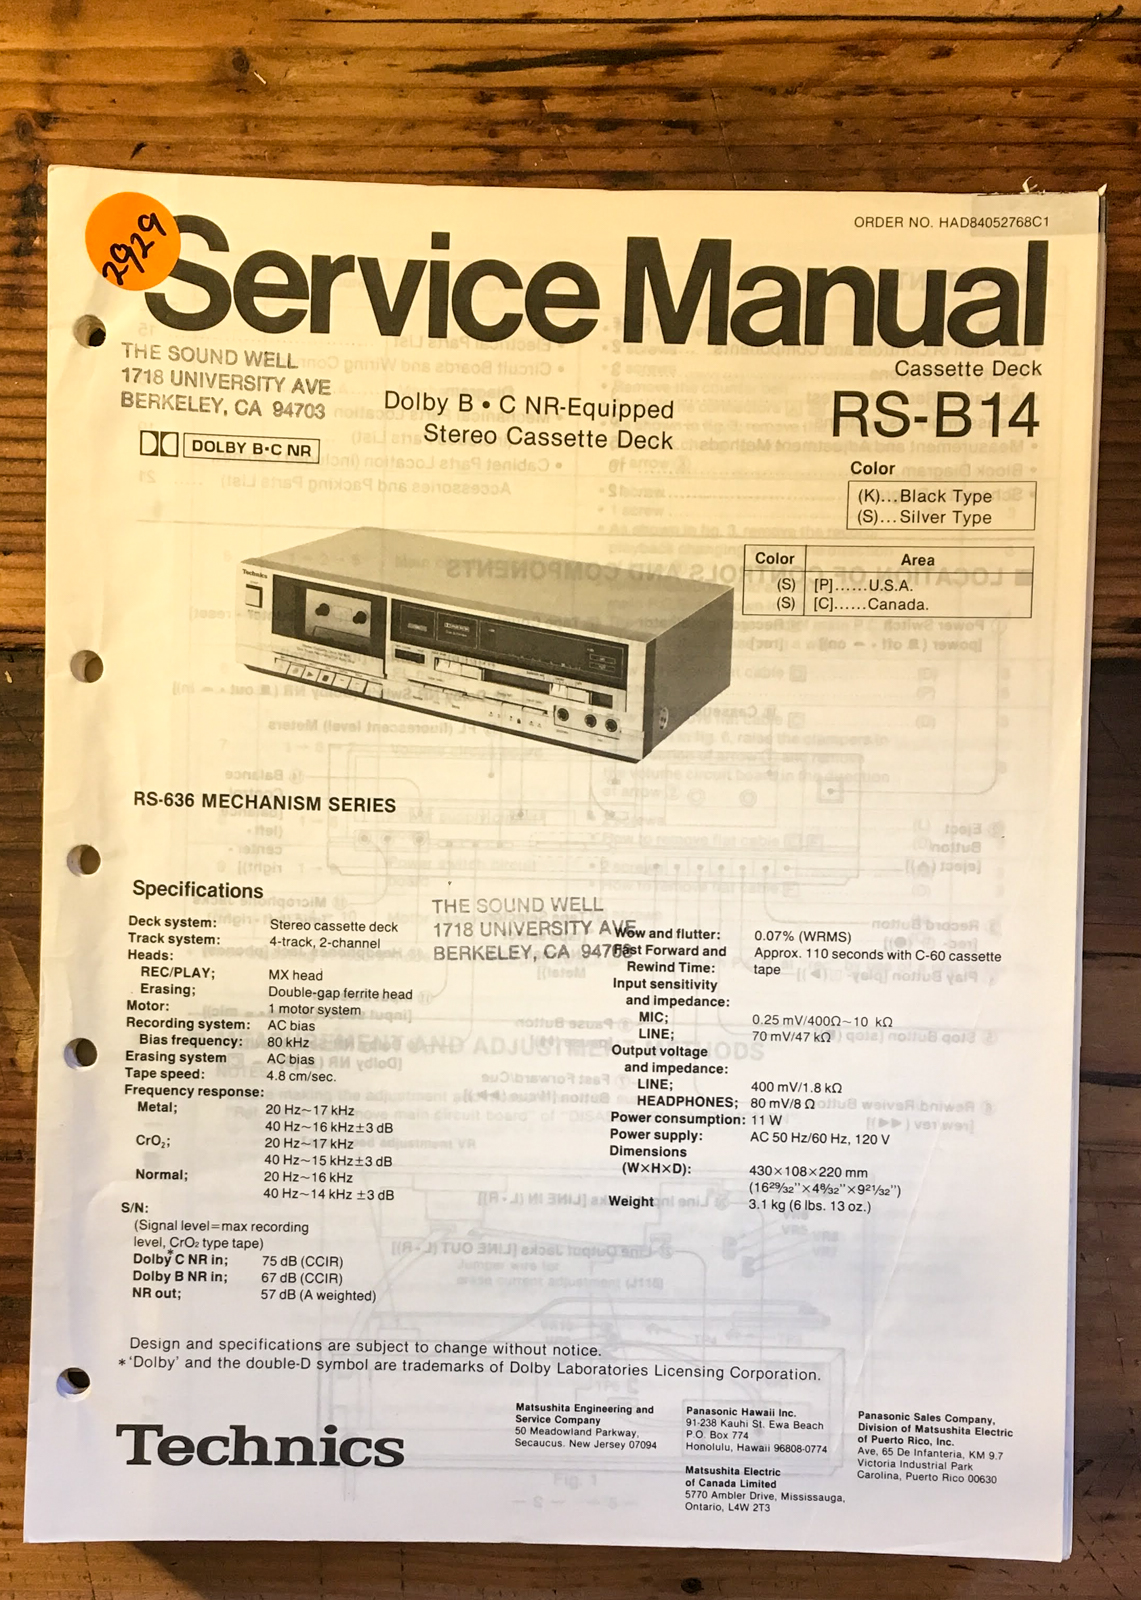 ORDER NO. HAD84052768C1
2929
Service Manual
THE SOUND WELL
1718 UNIVERSITY AVE
BERKELEY, CA 94703
Cassette Deck
RS-B14
Dolby B • C NR-Equipped
Stereo Cassette Deck
DOLBY B•C NR
Color
(K)...Black Type
(S)...Silver Type
Color Area
(S) [P]......U.S.A.
(S) [C]......Canada.
Technics
RS-636 MECHANISM SERIES
Specifications
Deck system: Stereo cassette deck
Track system: 4-track, 2-channel
Heads:
REC/PLAY; MX head
Erasing; Double-gap ferrite head
Motor: 1 motor system
Recording system: AC bias
Bias frequency: 80 kHz
Erasing system AC bias
Tape speed: 4.8 cm/sec.
Frequency response:
Metal; 20 Hz~17 kHz
40 Hz~16 kHz±3 dB
CrO₂; 20 Hz~17 kHz
40 Hz~15 kHz±3 dB
Normal; 20 Hz~16 kHz
40 Hz~14 kHz ±3 dB
S/N:
(Signal level=max recording
level, CrO₂ type tape)
Dolby* C NR in; 75 dB (CCIR)
Dolby B NR in; 67 dB (CCIR)
NR out; 57 dB (A weighted)
THE SOUND WELL
1718 UNIVERSITY AVE
BERKELEY, CA 94703
Wow and flutter: 0.07% (WRMS)
Fast Forward and Approx. 110 seconds with C-60 cassette
Rewind Time: tape
Input sensitivity
and impedance:
MIC; 0.25 mV/400Ω~10 kΩ
LINE; 70 mV/47 kΩ
Output voltage
and impedance:
LINE; 400 mV/1.8 kΩ
HEADPHONES; 80 mV/8 Ω
Power consumption: 11 W
Power supply: AC 50 Hz/60 Hz, 120 V
Dimensions
(W×H×D): 430×108×220 mm
(16²⁹⁄₃₂"×4⁸⁄₃₂"×9²¹⁄₃₂")
Weight 3.1 kg (6 lbs. 13 oz.)
Design and specifications are subject to change without notice.
* 'Dolby' and the double-D symbol are trademarks of Dolby Laboratories Licensing Corporation.
Technics
Matsushita Engineering and
Service Company
50 Meadowland Parkway,
Secaucus. New Jersey 07094
Panasonic Hawaii Inc.
91-238 Kauhi St. Ewa Beach
P.O. Box 774
Honolulu, Hawaii 96808-0774
Matsushita Electric
of Canada Limited
5770 Ambler Drive, Mississauga,
Ontario, L4W 2T3
Panasonic Sales Company,
Division of Matsushita Electric
of Puerto Rico, Inc.
Ave, 65 De Infanteria, KM 9.7
Victoria Industrial Park
Carolina, Puerto Rico 00630